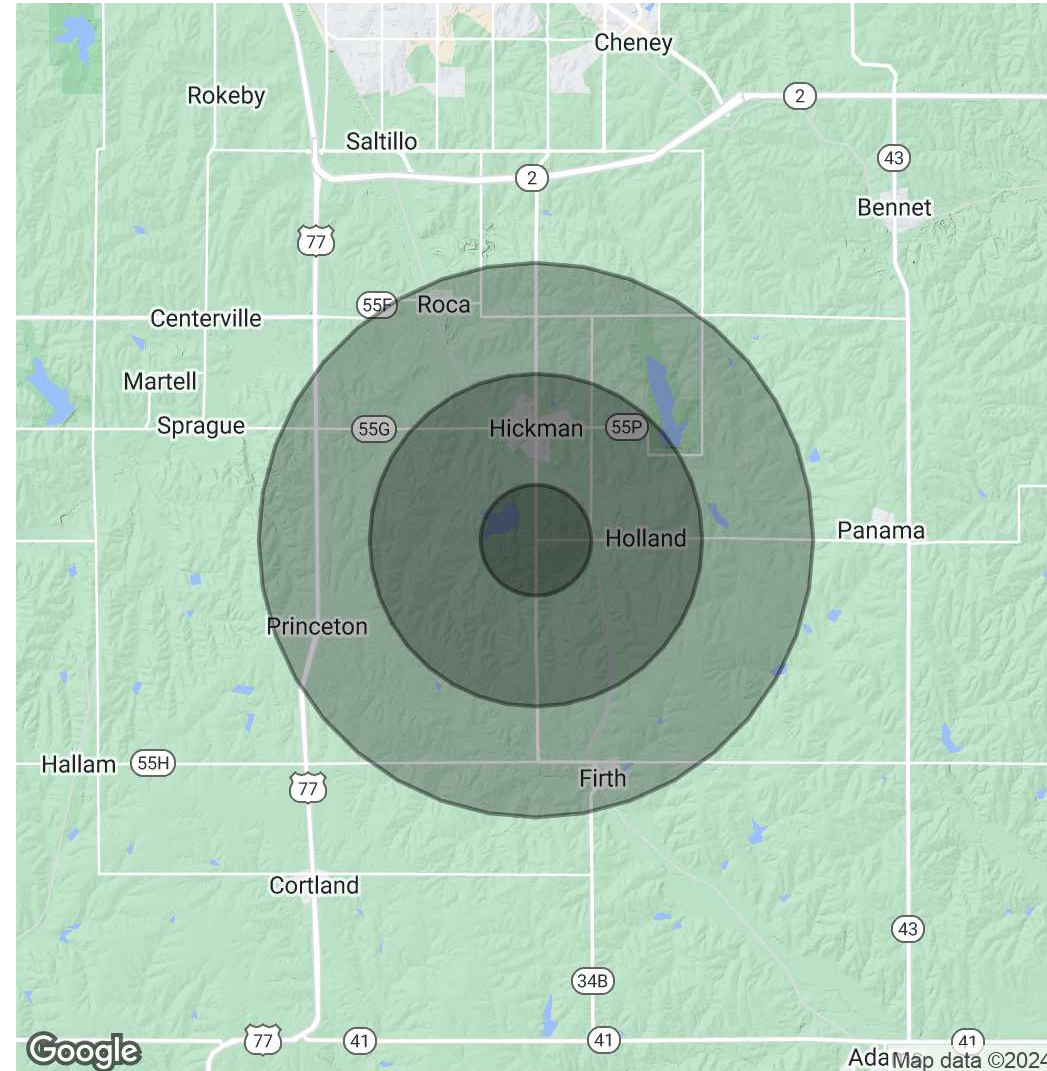 Cheney
Rokeby
2
Saltillo
43
2
Bennet
77
55F
Roca
Centerville
Martell
Sprague
55G
Hickman
55P
Holland
Panama
Princeton
Hallam
55H
Firth
77
Cortland
43
34B
77
41
41
41
Google
Map data ©2024